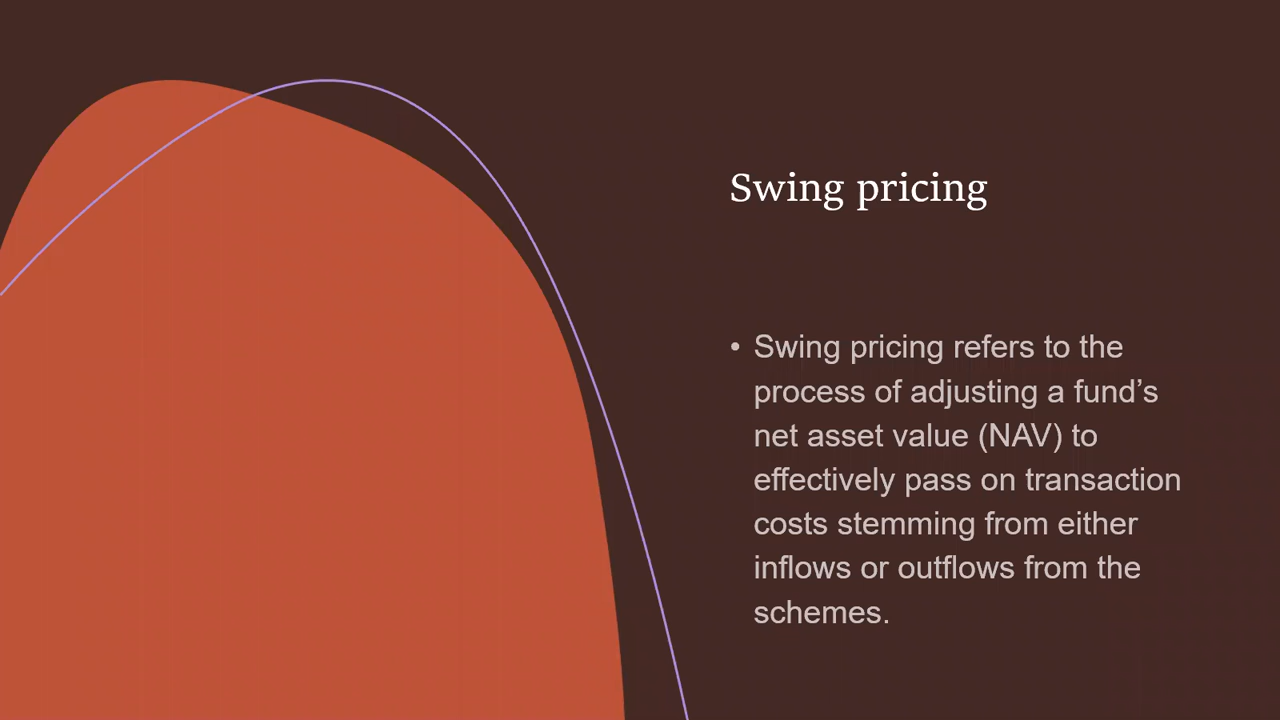 Swing pricing
• Swing pricing refers to the
process of adjusting a fund’s
net asset value (NAV) to
effectively pass on transaction
costs stemming from either
inflows or outflows from the
schemes.